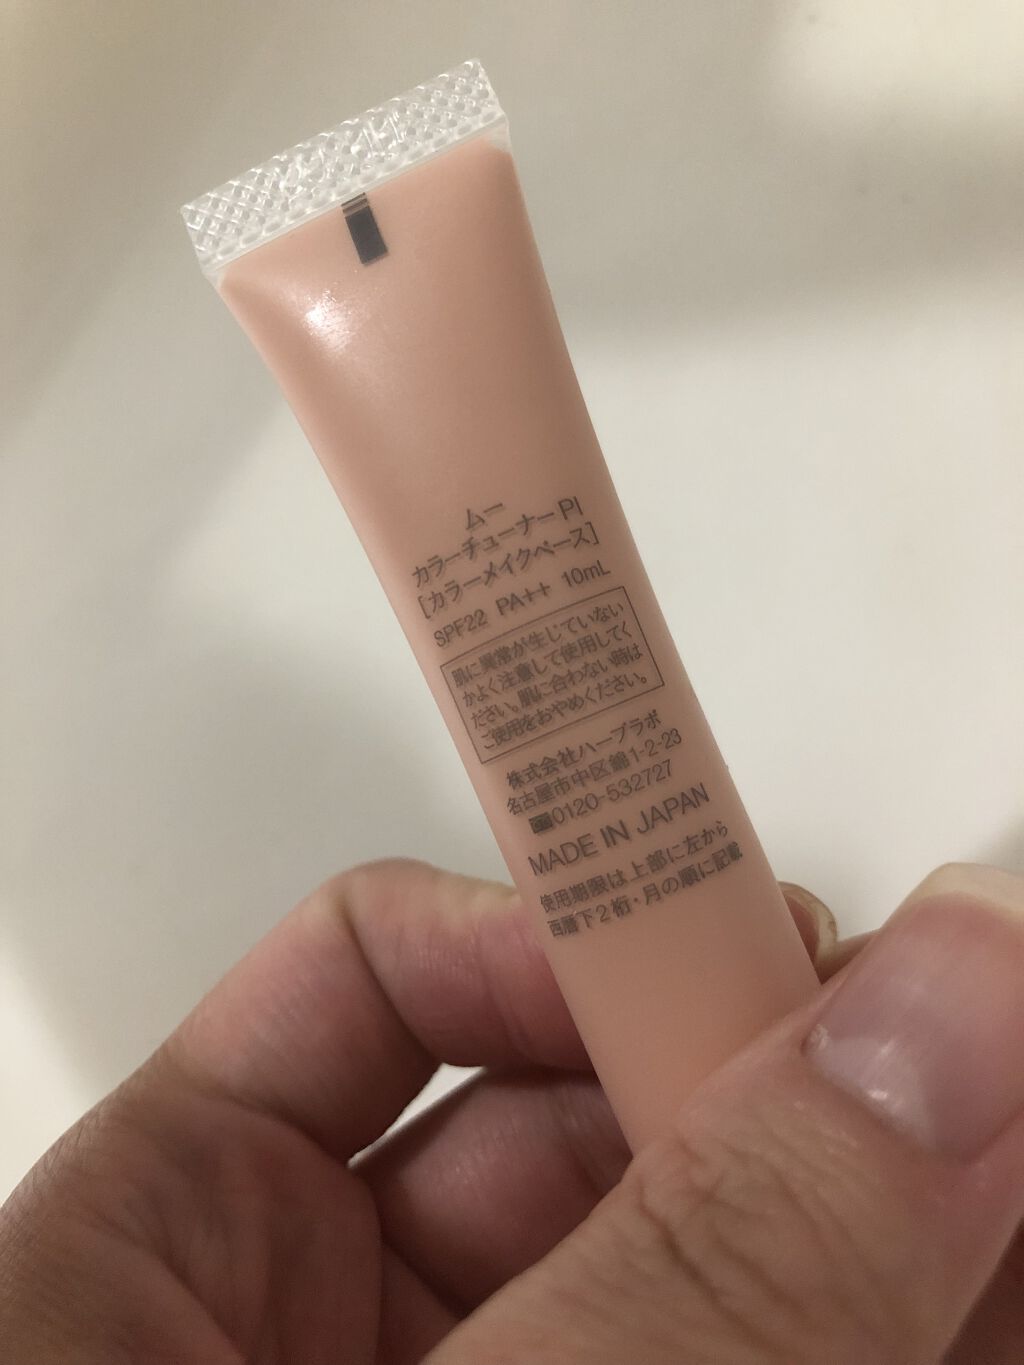 ムー
カラーチューナー PI
[カラーメイクベース]
SPF22 PA++ 10mL
肌に異常が生じていない
かよく注意して使用してく
ださい。肌に合わない時は
ご使用をおやめください。
株式会社ハーブラボ
名古屋市中区錦1-2-23
☎0120-532727
MADE IN JAPAN
使用期限は上部に左から
西暦下2桁・月の順に記載